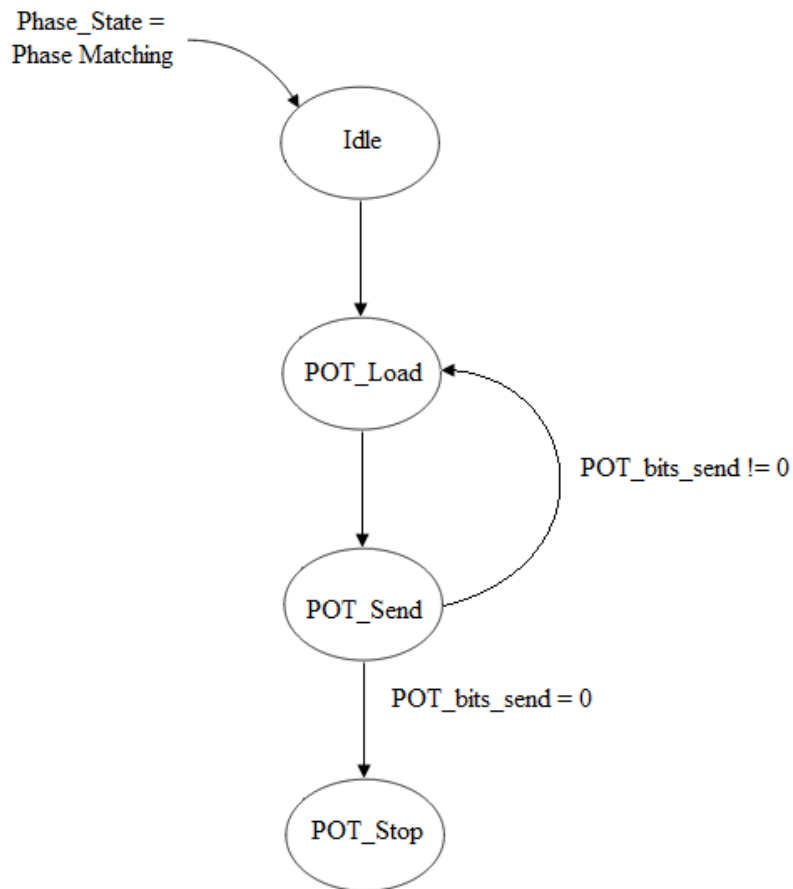 Phase_State =
Phase Matching
Idle
POT_Load
POT_bits_send != 0
POT_Send
POT_bits_send = 0
POT_Stop